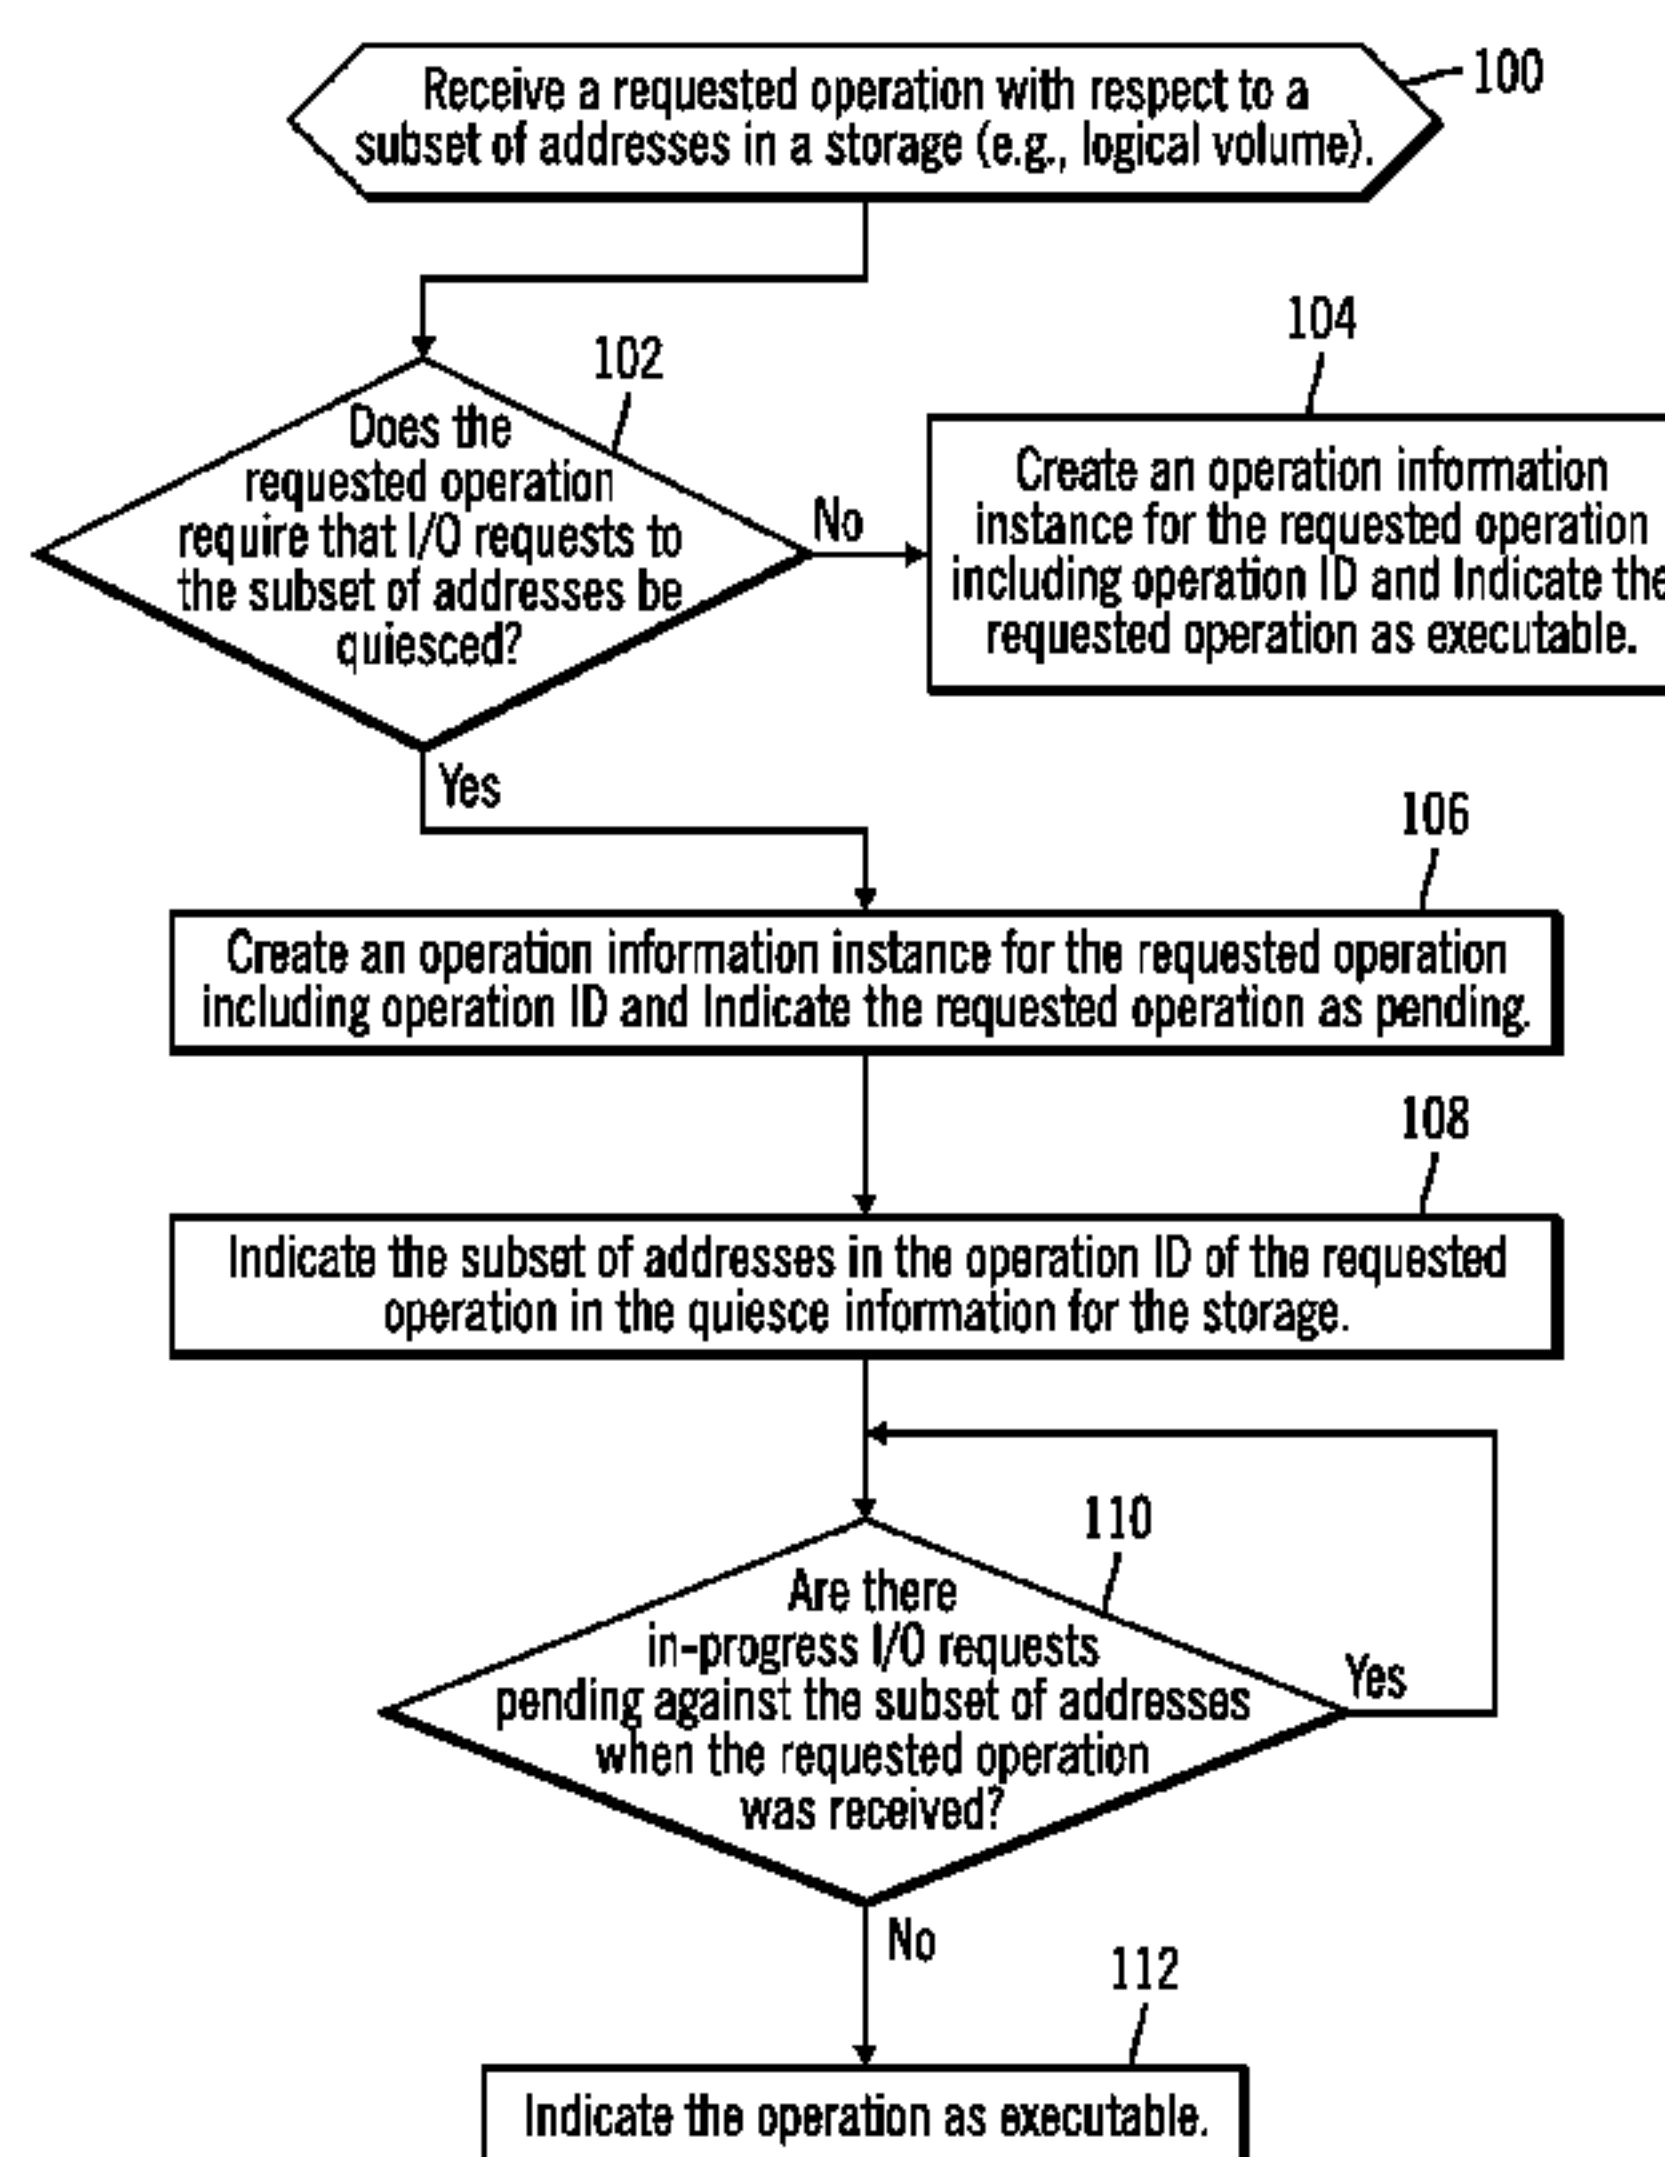 Receive a requested operation with respect to a
subset of addresses in a storage (e.g., logical volume).
100
102
Does the
requested operation
require that I/O requests to
the subset of addresses be
quiesced?
No
104
Create an operation information
instance for the requested operation
including operation ID and Indicate the
requested operation as executable.
Yes
106
Create an operation information instance for the requested operation
including operation ID and Indicate the requested operation as pending.
108
Indicate the subset of addresses in the operation ID of the requested
operation in the quiesce information for the storage.
110
Are there
in-progress I/O requests
pending against the subset of addresses
when the requested operation
was received?
Yes
No
112
Indicate the operation as executable.